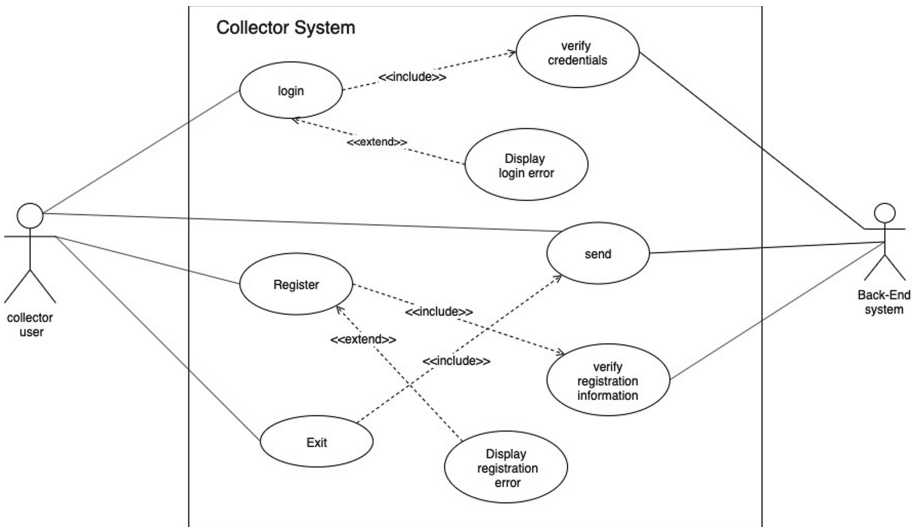 Collector System
verify
credentials
login
<<include>>
<<extend>>
Display
login error
send
Register
<<include>>
<<extend>>
<<include>>
verify
registration
information
Exit
Display
registration
error
collector
user
Back-End
system